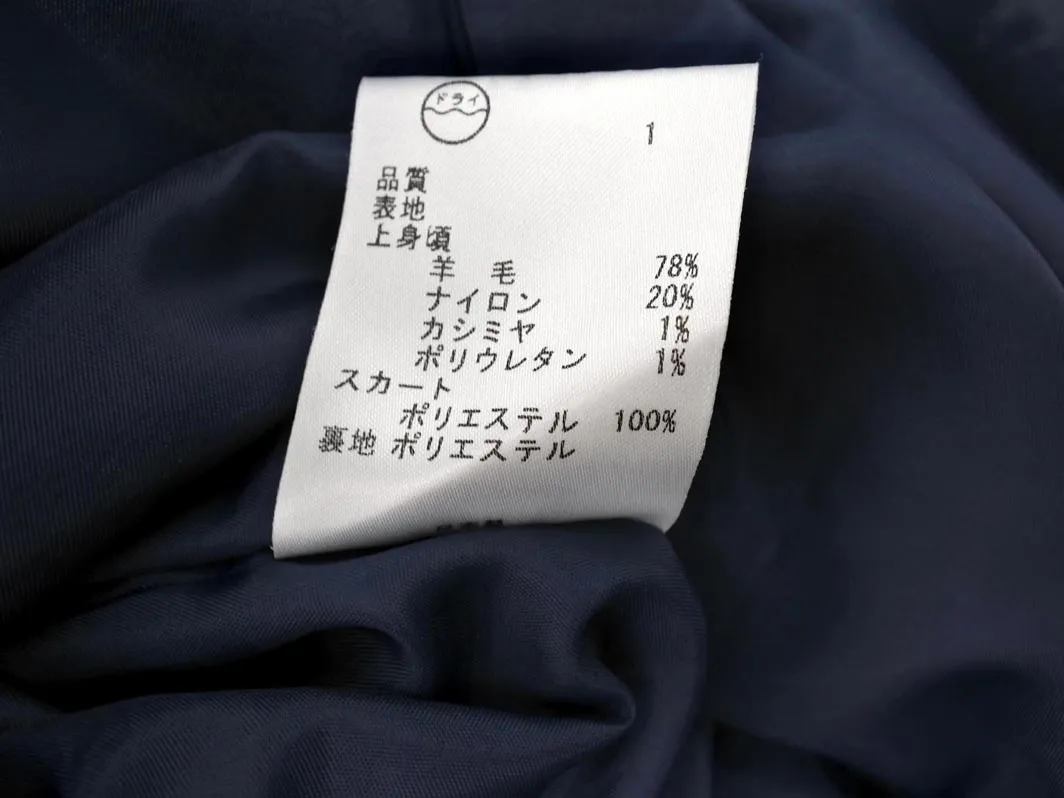 ドライ
1
品質
表地
上身頃
羊 毛 78%
ナイロン 20%
カシミヤ 1%
ポリウレタン 1%
スカート
ポリエステル 100%
裏地 ポリエステル